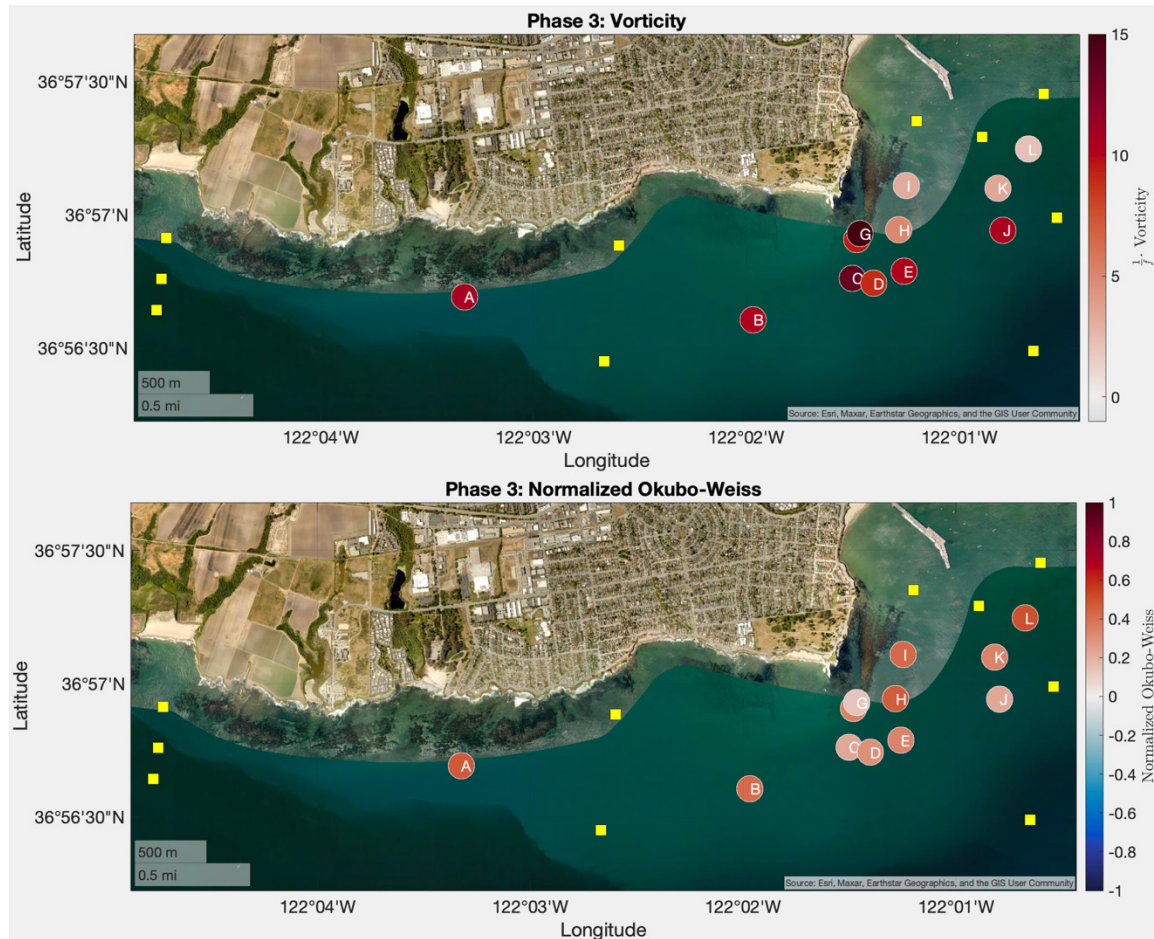 Phase 3: Vorticity
36°57'30"N
36°57'N
36°56'30"N
Latitude
L
I
K
G
H
J
E
C
D
A
B
500 m
0.5 mi
Source: Esri, Maxar, Earthstar Geographics, and the GIS User Community
122°04'W
122°03'W
122°02'W
122°01'W
Longitude
15
10
5
0
1/f · Vorticity
Phase 3: Normalized Okubo-Weiss
36°57'30"N
36°57'N
36°56'30"N
Latitude
L
I
K
G
H
J
E
C
D
A
B
500 m
0.5 mi
Source: Esri, Maxar, Earthstar Geographics, and the GIS User Community
122°04'W
122°03'W
122°02'W
122°01'W
Longitude
1
0.8
0.6
0.4
0.2
0
-0.2
-0.4
-0.6
-0.8
-1
Normalized Okubo-Weiss